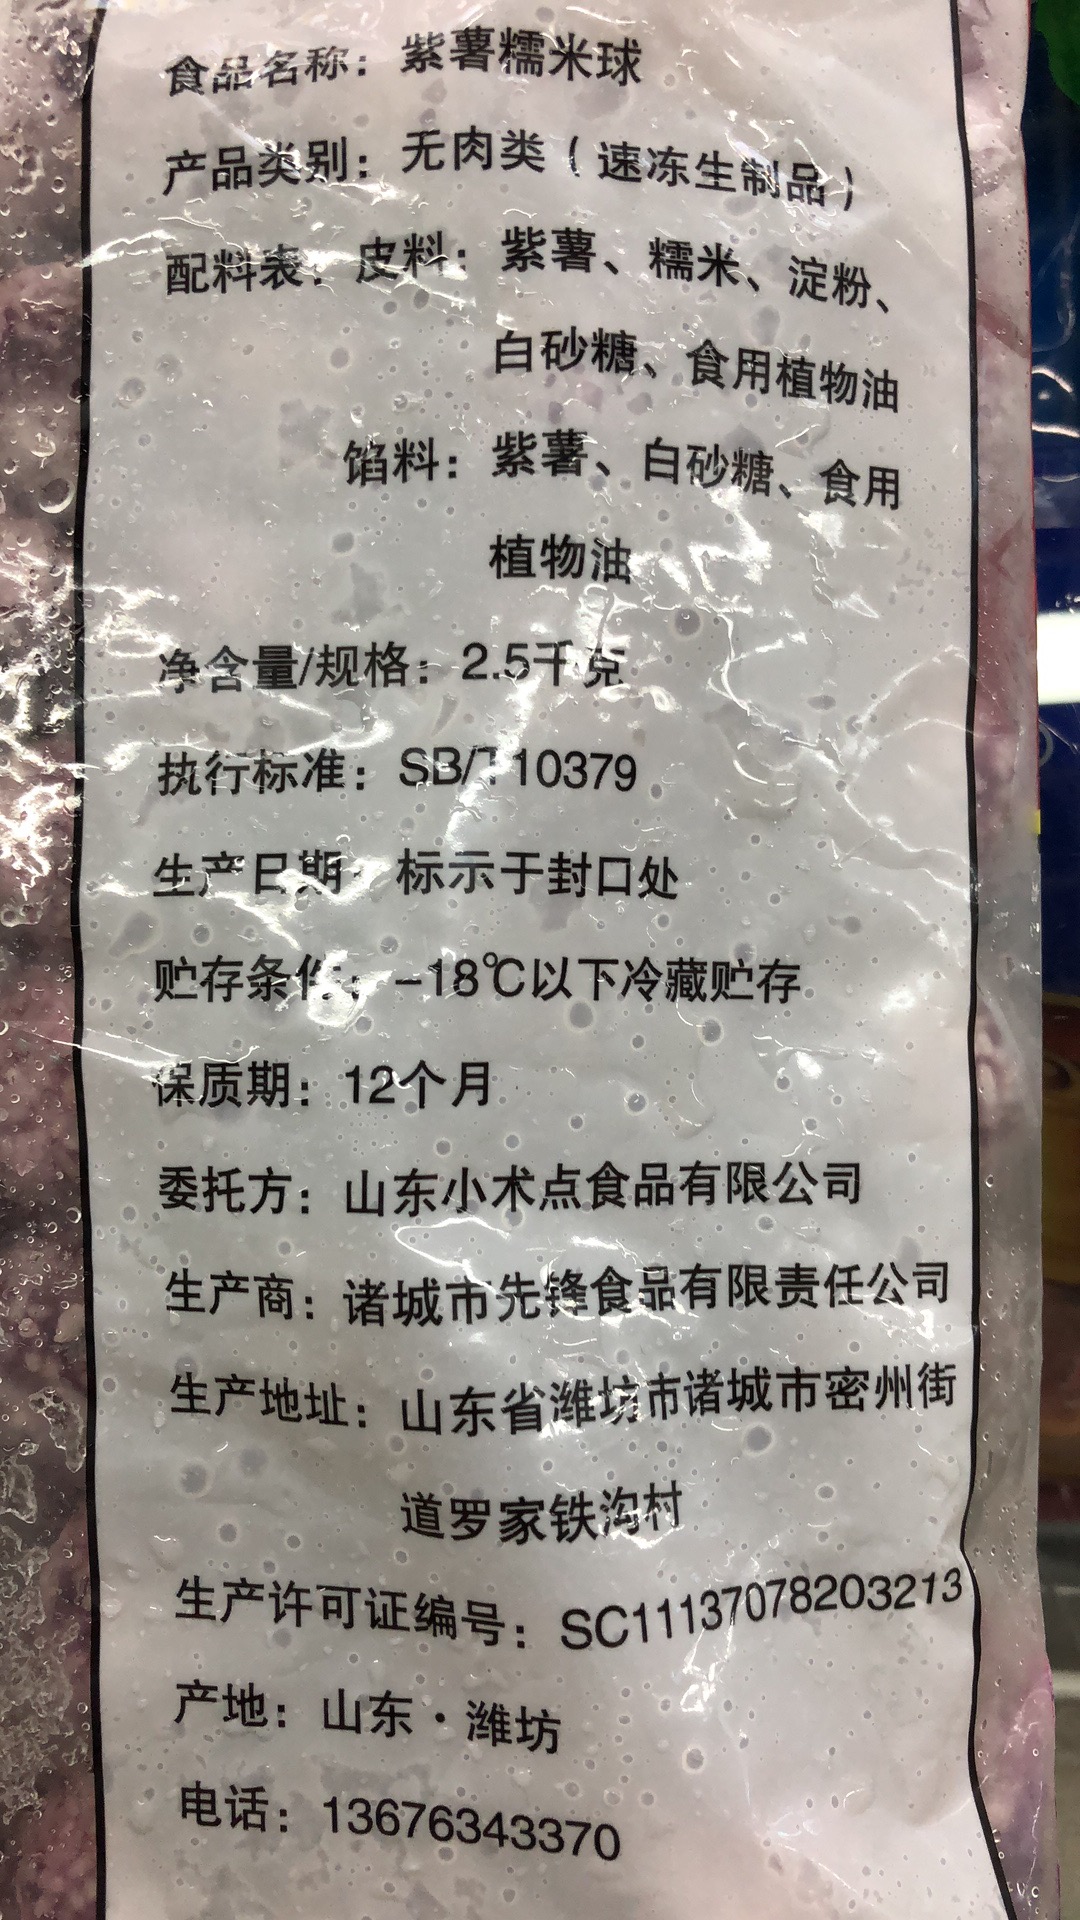 食品名称：紫薯糯米球
产品类别：无肉类（速冻生制品）
配料表：皮料：紫薯、糯米、淀粉、
白砂糖、食用植物油
馅料：紫薯、白砂糖、食用
植物油
净含量/规格：2.5千克
执行标准：SB/T10379
生产日期：标示于封口处
贮存条件：-18℃以下冷藏贮存
保质期：12个月
委托方：山东小术点食品有限公司
生产商：诸城市先锋食品有限责任公司
生产地址：山东省潍坊市诸城市密州街
道罗家铁沟村
生产许可证编号：SC11137078203213
产地：山东·潍坊
电话：13676343370